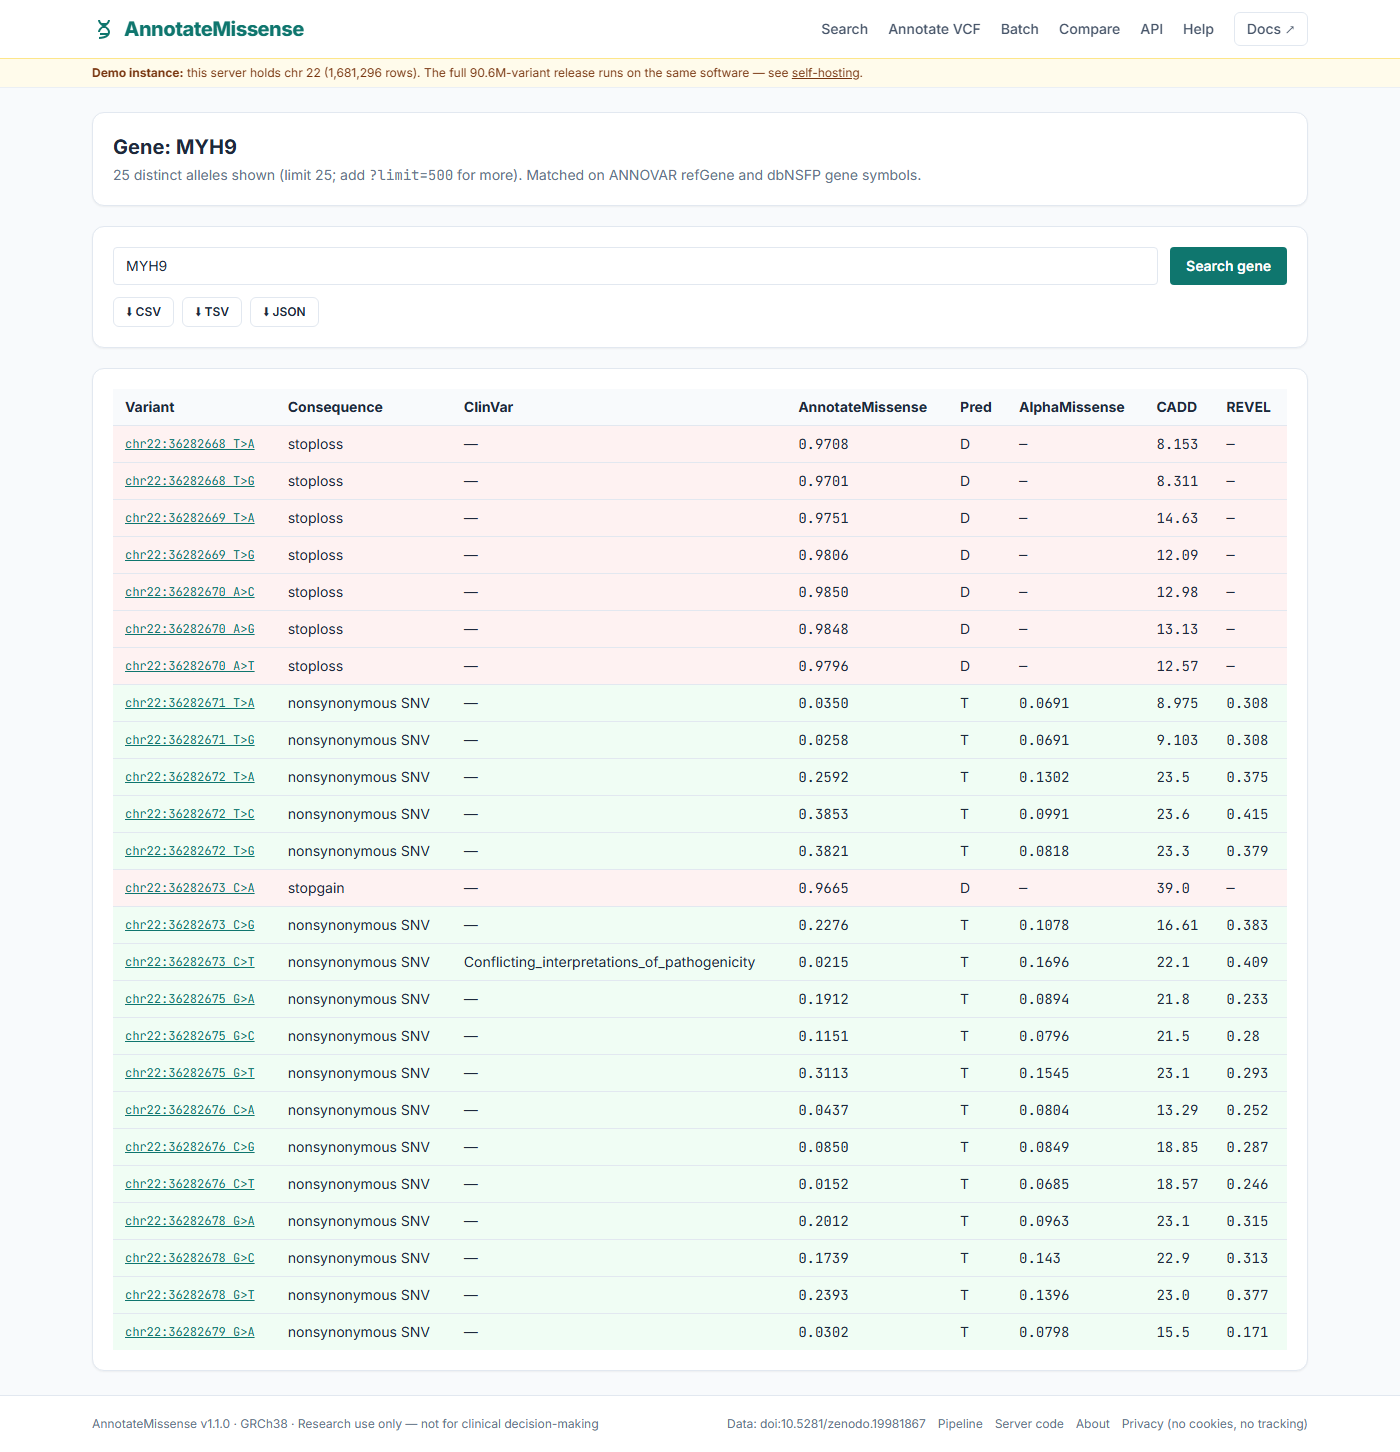 AnnotateMissense
Search Annotate VCF Batch Compare API Help Docs ↗
Demo instance: this server holds chr 22 (1,681,296 rows). The full 90.6M-variant release runs on the same software — see self-hosting.
Gene: MYH9
25 distinct alleles shown (limit 25; add ?limit=500 for more). Matched on ANNOVAR refGene and dbNSFP gene symbols.
MYH9 Search gene
⬇ CSV ⬇ TSV ⬇ JSON
Variant Consequence ClinVar AnnotateMissense Pred AlphaMissense CADD REVEL
chr22:36282668 T>A stoploss — 0.9708 D — 8.153 —
chr22:36282668 T>G stoploss — 0.9701 D — 8.311 —
chr22:36282669 T>A stoploss — 0.9751 D — 14.63 —
chr22:36282669 T>G stoploss — 0.9806 D — 12.09 —
chr22:36282670 A>C stoploss — 0.9850 D — 12.98 —
chr22:36282670 A>G stoploss — 0.9848 D — 13.13 —
chr22:36282670 A>T stoploss — 0.9796 D — 12.57 —
chr22:36282671 T>A nonsynonymous SNV — 0.0350 T 0.0691 8.975 0.308
chr22:36282671 T>G nonsynonymous SNV — 0.0258 T 0.0691 9.103 0.308
chr22:36282672 T>A nonsynonymous SNV — 0.2592 T 0.1302 23.5 0.375
chr22:36282672 T>C nonsynonymous SNV — 0.3853 T 0.0991 23.6 0.415
chr22:36282672 T>G nonsynonymous SNV — 0.3821 T 0.0818 23.3 0.379
chr22:36282673 C>A stopgain — 0.9665 D — 39.0 —
chr22:36282673 C>G nonsynonymous SNV — 0.2276 T 0.1078 16.61 0.383
chr22:36282673 C>T nonsynonymous SNV Conflicting_interpretations_of_pathogenicity 0.0215 T 0.1696 22.1 0.409
chr22:36282675 G>A nonsynonymous SNV — 0.1912 T 0.0894 21.8 0.233
chr22:36282675 G>C nonsynonymous SNV — 0.1151 T 0.0796 21.5 0.28
chr22:36282675 G>T nonsynonymous SNV — 0.3113 T 0.1545 23.1 0.293
chr22:36282676 C>A nonsynonymous SNV — 0.0437 T 0.0804 13.29 0.252
chr22:36282676 C>G nonsynonymous SNV — 0.0850 T 0.0849 18.85 0.287
chr22:36282676 C>T nonsynonymous SNV — 0.0152 T 0.0685 18.57 0.246
chr22:36282678 G>A nonsynonymous SNV — 0.2012 T 0.0963 23.1 0.315
chr22:36282678 G>C nonsynonymous SNV — 0.1739 T 0.143 22.9 0.313
chr22:36282678 G>T nonsynonymous SNV — 0.2393 T 0.1396 23.0 0.377
chr22:36282679 G>A nonsynonymous SNV — 0.0302 T 0.0798 15.5 0.171
AnnotateMissense v1.1.0 · GRCh38 · Research use only — not for clinical decision-making Data: doi:10.5281/zenodo.19981867 Pipeline Server code About Privacy (no cookies, no tracking)